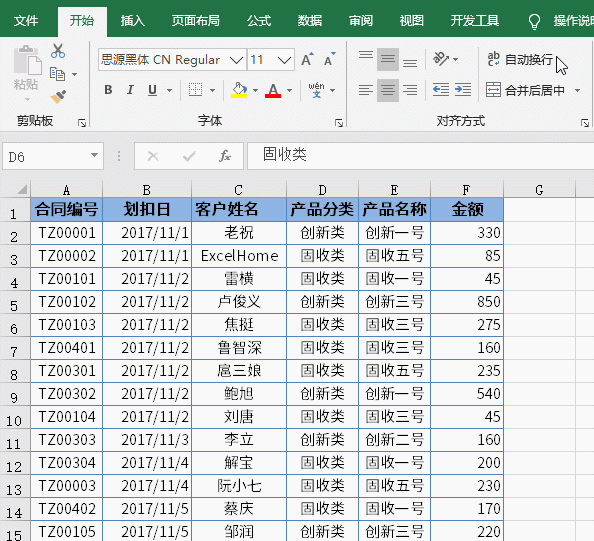 文件 开始 插入 页面布局 公式 数据 审阅 视图 开发工具 操作说明
思源黑体 CN Regular 11 A A ab 自动换行
粘贴 B I U A wén 文 合并后居中
剪贴板 字体 对齐方式
D6 fx 固收类
A B C D E F G
1 合同编号 划扣日 客户姓名 产品分类 产品名称 金额
2 TZ00001 2017/11/1 老祝 创新类 创新一号 330
3 TZ00002 2017/11/1 ExcelHome 固收类 固收五号 85
4 TZ00101 2017/11/2 雷横 固收类 固收一号 45
5 TZ00102 2017/11/2 卢俊义 创新类 创新三号 850
6 TZ00103 2017/11/2 焦挺 固收类 固收三号 275
7 TZ00401 2017/11/2 鲁智深 固收类 固收三号 160
8 TZ00301 2017/11/2 扈三娘 固收类 固收五号 235
9 TZ00302 2017/11/2 鲍旭 创新类 创新一号 540
10 TZ00104 2017/11/2 刘唐 固收类 固收三号 45
11 TZ00303 2017/11/3 李立 创新类 创新二号 160
12 TZ00304 2017/11/4 解宝 固收类 固收一号 200
13 TZ00003 2017/11/4 阮小七 固收类 固收五号 230
14 TZ00402 2017/11/5 蔡庆 固收类 固收一号 170
15 TZ00105 2017/11/5 邹润 创新类 创新三号 220